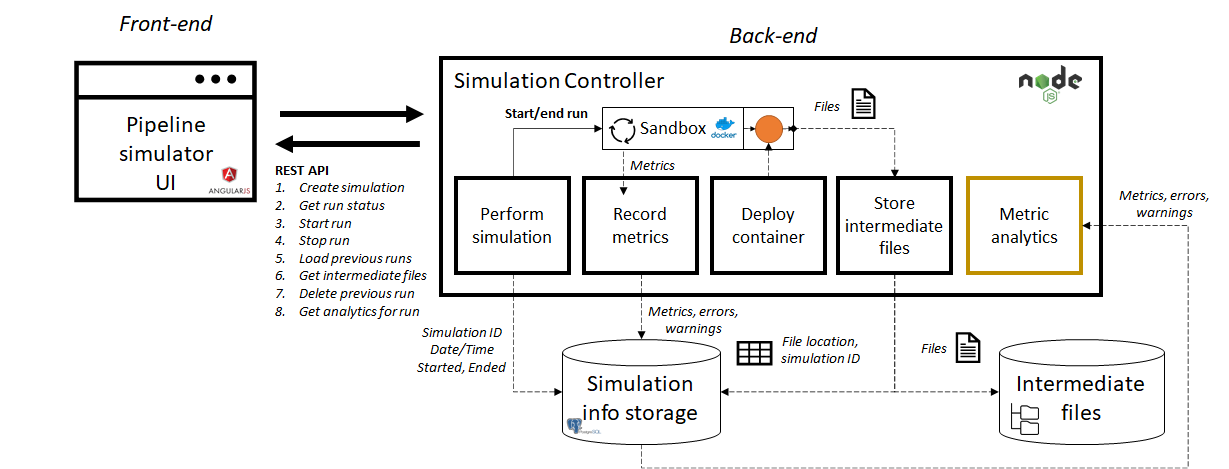 Front-end
Back-end
Pipeline
simulator
UI
ANGULARJS
REST API
1. Create simulation
2. Get run status
3. Start run
4. Stop run
5. Load previous runs
6. Get intermediate files
7. Delete previous run
8. Get analytics for run
Simulation Controller
node
JS
Start/end run
Sandbox
docker
Files
Metrics
Perform
simulation
Record
metrics
Deploy
container
Store
intermediate
files
Metric
analytics
Metrics, errors,
warnings
Simulation ID
Date/Time
Started, Ended
Metrics, errors,
warnings
File location,
simulation ID
Files
Simulation
info storage
PostgreSQL
Intermediate
files